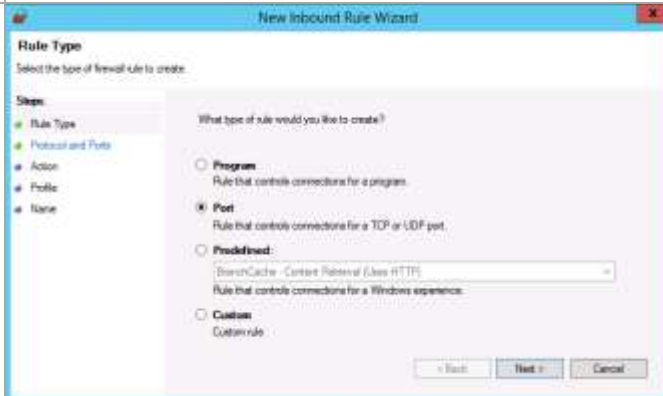 New Inbound Rule Wizard
Rule Type
Select the type of firewall rule to create.
Steps:
Rule Type
Protocol and Ports
Action
Profile
Name
What type of rule would you like to create?
Program
Rule that controls connections for a program.
Port
Rule that controls connections for a TCP or UDP port.
Predefined:
BranchCache - Content Retrieval (Uses HTTP)
Rule that controls connections for a Windows experience.
Custom
Custom rule
< Back
Next >
Cancel